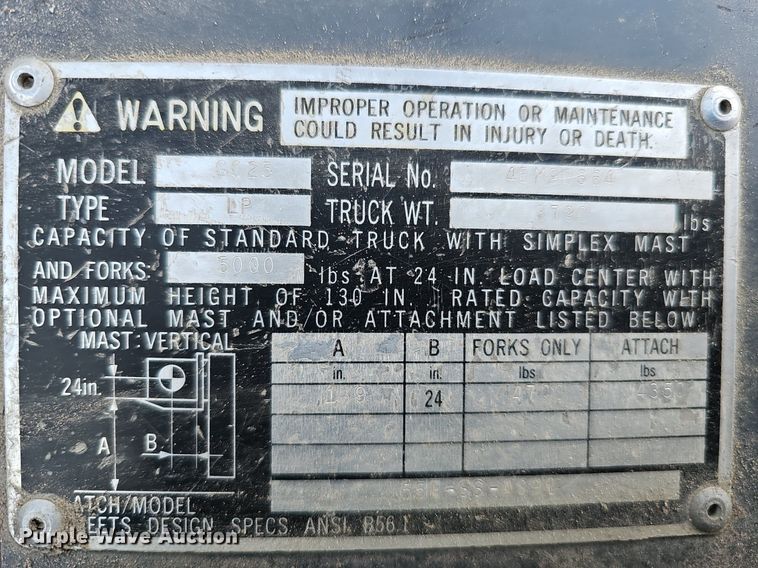 WARNING
IMPROPER OPERATION OR MAINTENANCE
COULD RESULT IN INJURY OR DEATH.
MODEL GC25 SERIAL No.
TYPE LP TRUCK WT. lbs
CAPACITY OF STANDARD TRUCK WITH SIMPLEX MAST
AND FORKS: 5000 lbs AT 24 IN. LOAD CENTER WITH
MAXIMUM HEIGHT OF 130 IN. RATED CAPACITY WITH
OPTIONAL MAST AND/OR ATTACHMENT LISTED BELOW.
MAST:VERTICAL A B FORKS ONLY ATTACH
in. in. lbs lbs
24in. 24
A B
ATCH/MODEL
EETS DESIGN SPECS ANSI B56.1
Purple Wave Auction